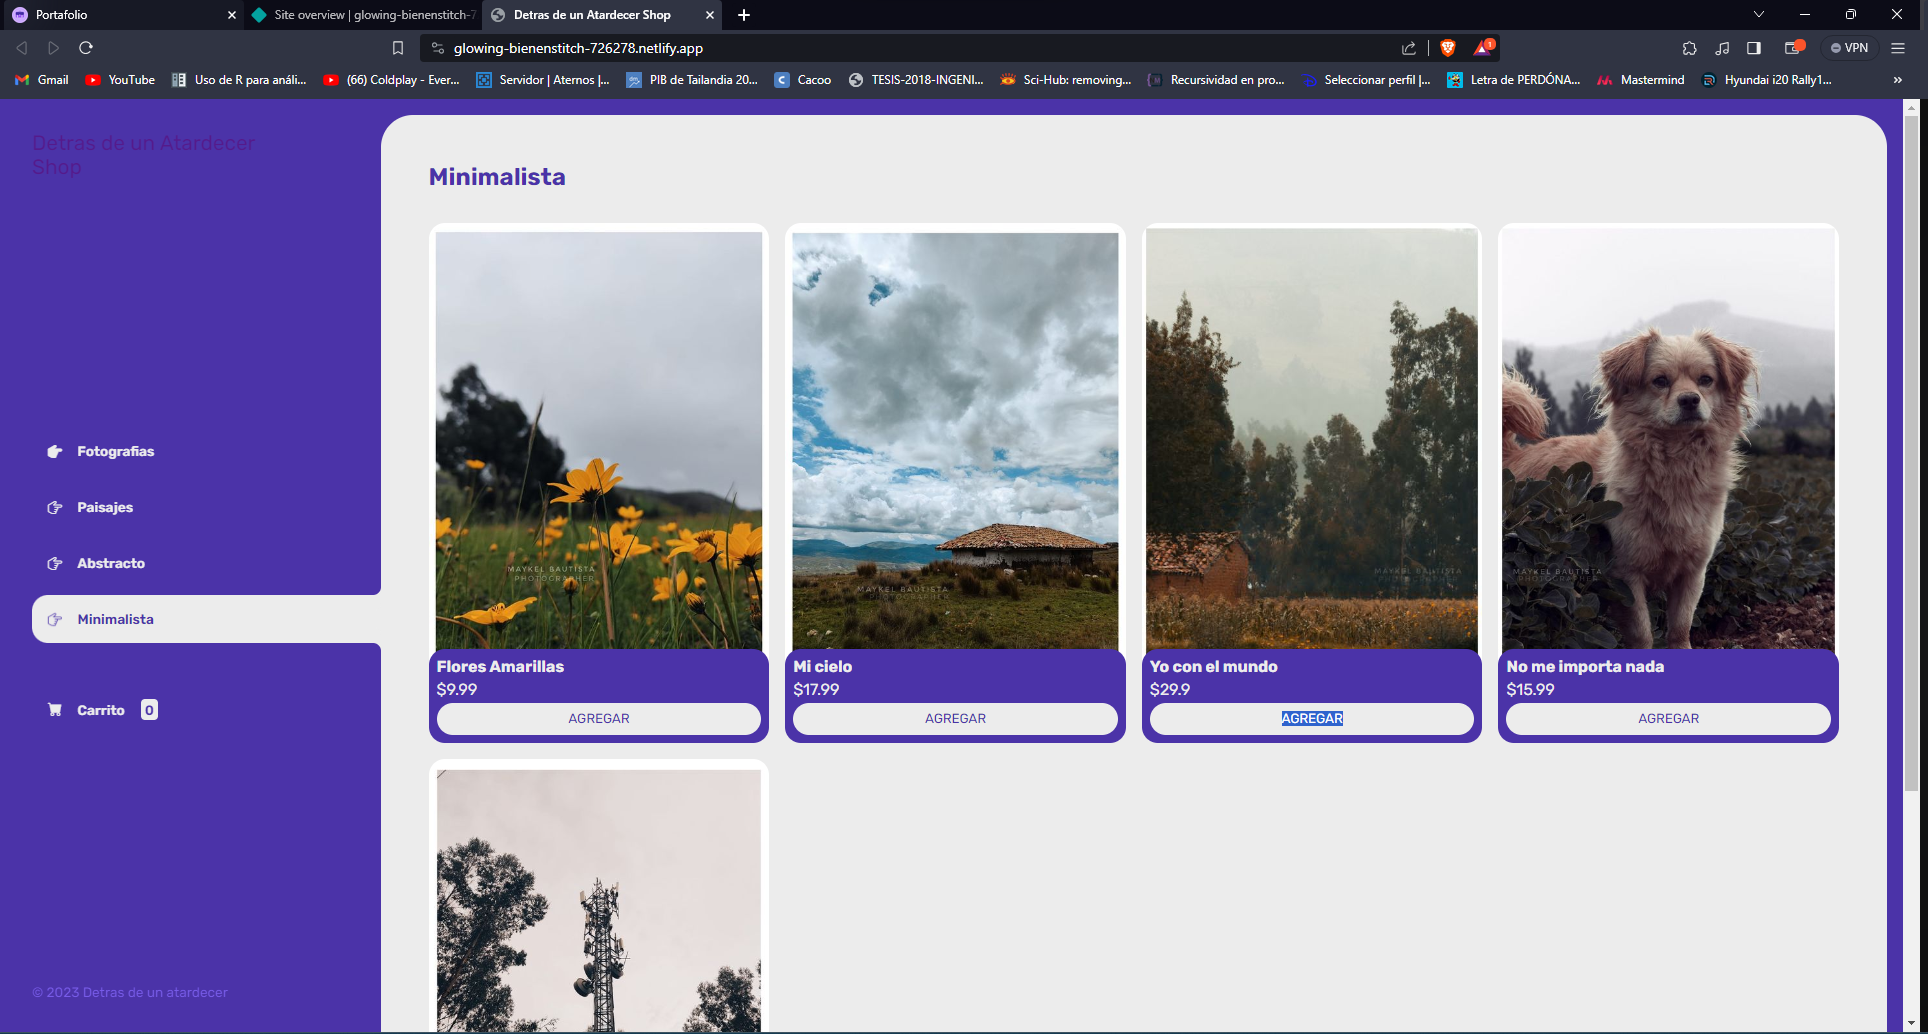 Portafolio
Site overview | glowing-bienenstitch-7
Detras de un Atardecer Shop
glowing-bienenstitch-726278.netlify.app
1
VPN
Gmail
YouTube
Uso de R para análi...
(66) Coldplay - Ever...
Servidor | Aternos |...
PIB de Tailandia 20...
Cacoo
TESIS-2018-INGENI...
Sci-Hub: removing...
Recursividad en pro...
Seleccionar perfil |...
Letra de PERDÓNA...
Mastermind
Hyundai i20 Rally1...
»
Detras de un Atardecer
Shop
Fotografias
Paisajes
Abstracto
Minimalista
Carrito 0
© 2023 Detras de un atardecer
Minimalista
MAYKEL BAUTISTA
PHOTOGRAPHER
Flores Amarillas
$9.99
AGREGAR
MAYKEL BAUTISTA
PHOTOGRAPHER
Mi cielo
$17.99
AGREGAR
MAYKEL BAUTISTA
PHOTOGRAPHER
Yo con el mundo
$29.9
AGREGAR
MAYKEL BAUTISTA
PHOTOGRAPHER
No me importa nada
$15.99
AGREGAR